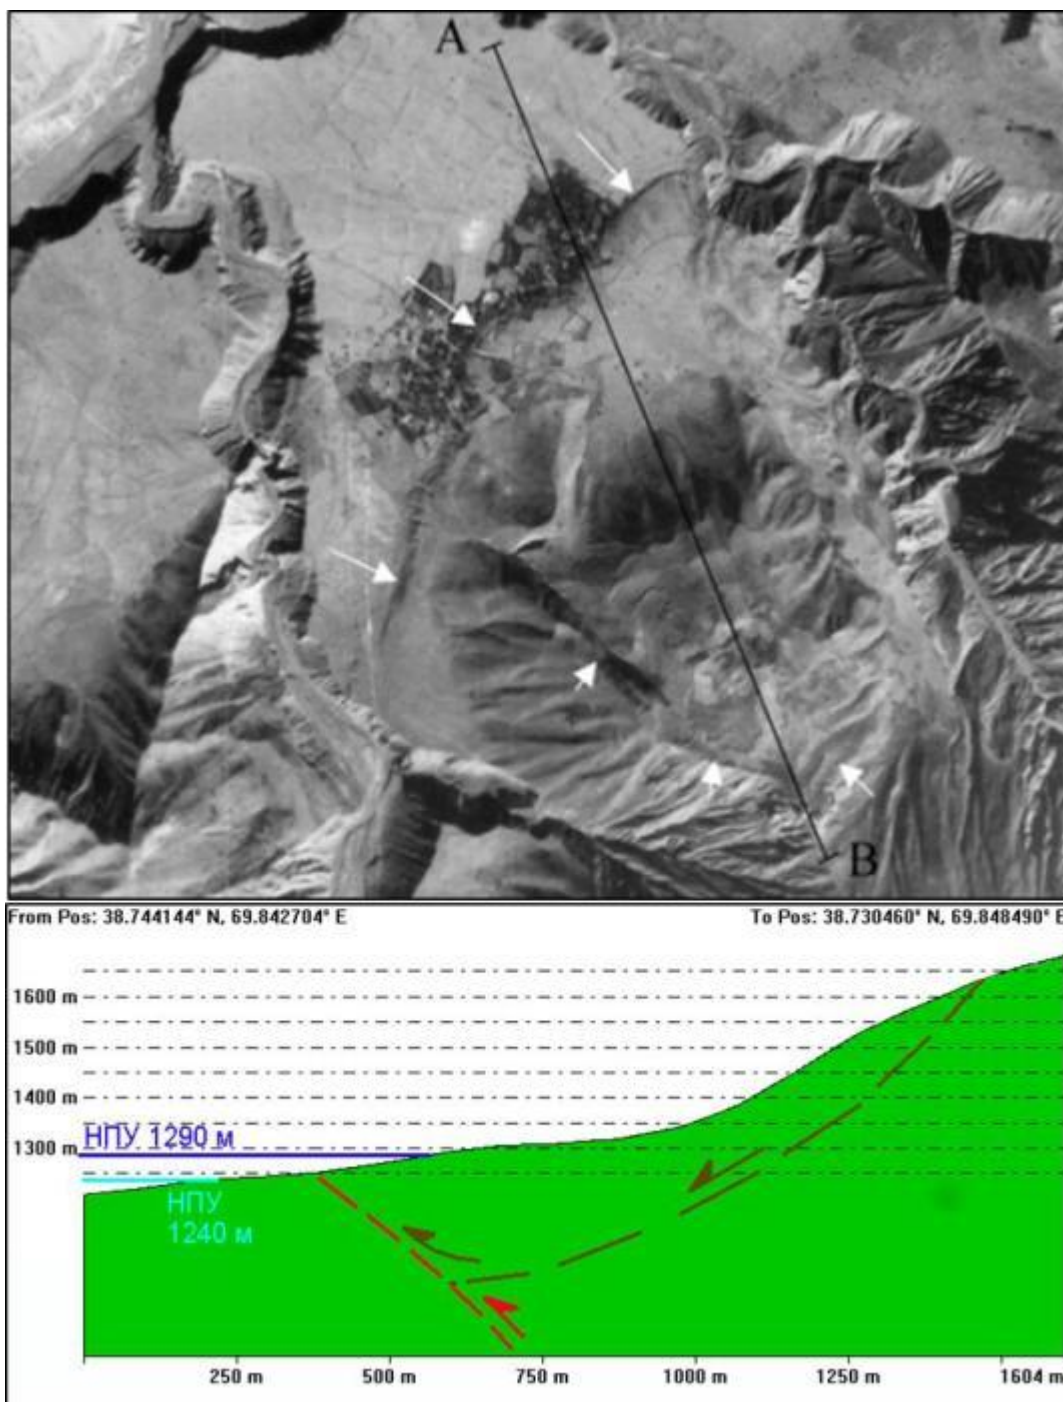 A
B
From Pos: 38.744144° N, 69.842704° E To Pos: 38.730460° N, 69.848490° E
1600 m
1500 m
1400 m
НПУ 1290 м
1300 m
НПУ
1240 м
250 m 500 m 750 m 1000 m 1250 m 1604 m